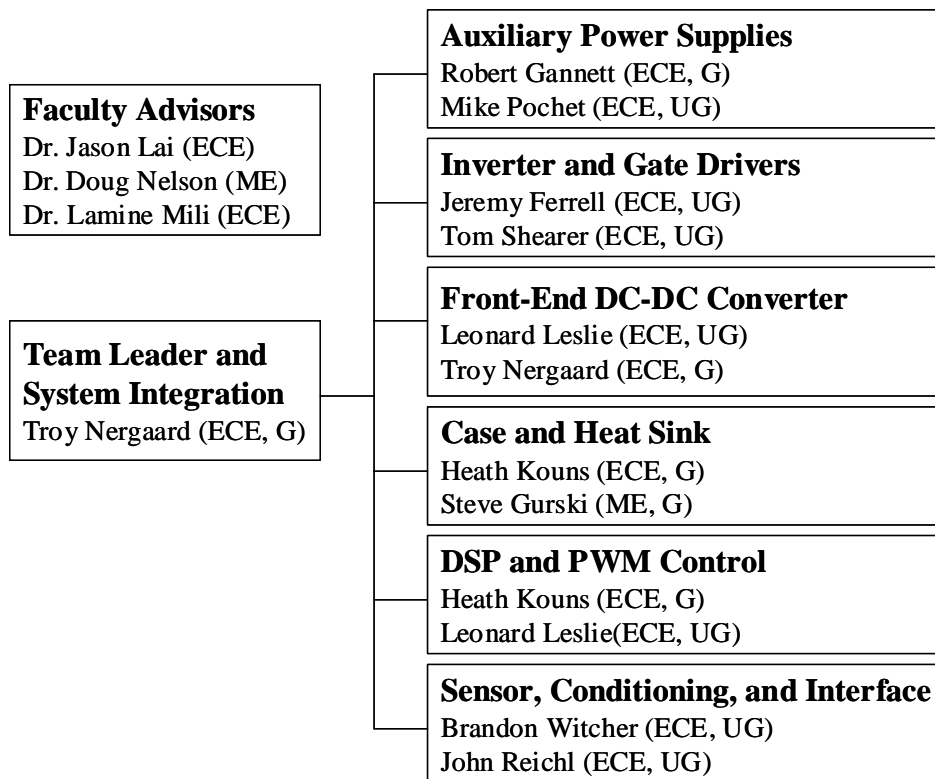 Faculty Advisors
Dr. Jason Lai (ECE)
Dr. Doug Nelson (ME)
Dr. Lamine Mili (ECE)
Team Leader and
System Integration
Troy Nergaard (ECE, G)
Auxiliary Power Supplies
Robert Gannett (ECE, G)
Mike Pochet (ECE, UG)
Inverter and Gate Drivers
Jeremy Ferrell (ECE, UG)
Tom Shearer (ECE, UG)
Front-End DC-DC Converter
Leonard Leslie (ECE, UG)
Troy Nergaard (ECE, G)
Case and Heat Sink
Heath Kouns (ECE, G)
Steve Gurski (ME, G)
DSP and PWM Control
Heath Kouns (ECE, G)
Leonard Leslie(ECE, UG)
Sensor, Conditioning, and Interface
Brandon Witcher (ECE, UG)
John Reichl (ECE, UG)